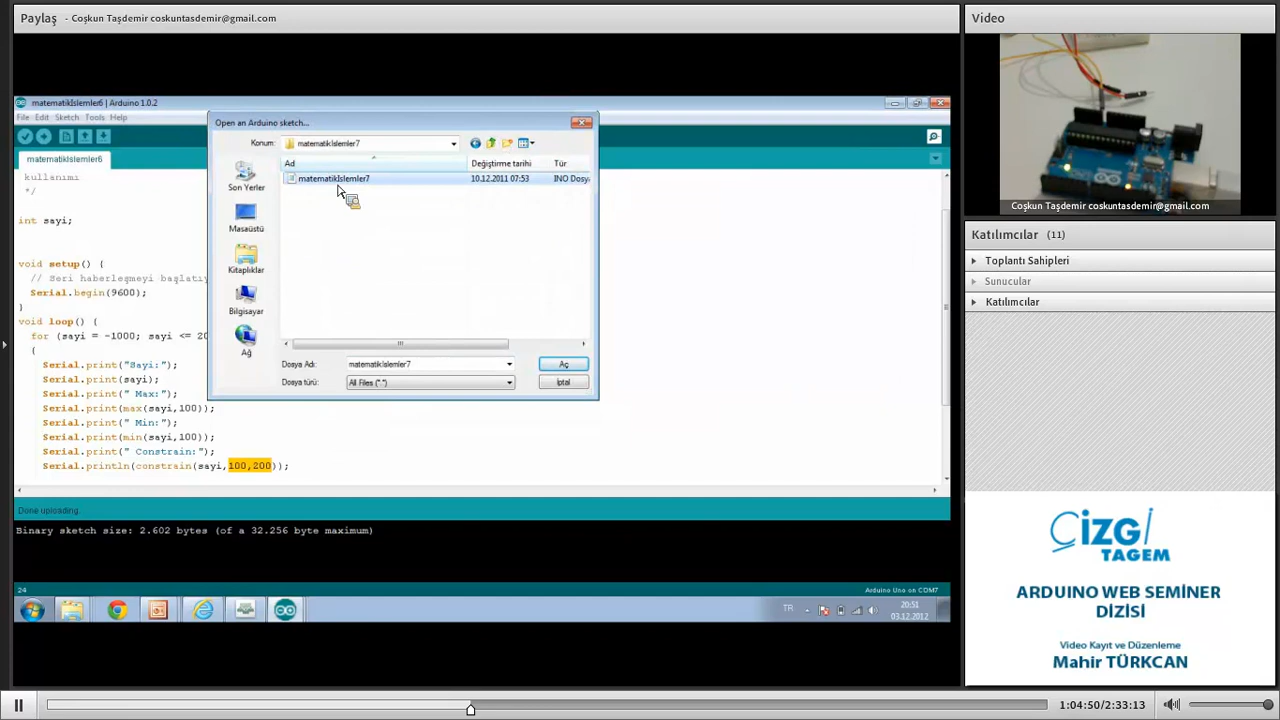 Paylaş - Coşkun Taşdemir coskuntasdemir@gmail.com
Video
matematikIslemler6 | Arduino 1.0.2
File Edit Sketch Tools Help
matematikIslemler6
kullanımı
*/
int sayi;
void setup() {
// Seri haberleşmeyi başlatıy
Serial.begin(9600);
}
void loop() {
for (sayi = -1000; sayi <= 20
{
Serial.print("Sayi:");
Serial.print(sayi);
Serial.print(" Max:");
Serial.print(max(sayi,100));
Serial.print(" Min:");
Serial.print(min(sayi,100));
Serial.print(" Constrain:");
Serial.println(constrain(sayi,100,200));
Done uploading.
Binary sketch size: 2.602 bytes (of a 32.256 byte maximum)
24
Arduino Uno on COM7
Open an Arduino sketch...
Konum: matematikIslemler7
Ad Değiştirme tarihi Tür
matematikIslemler7 10.12.2011 07:53 INO Dosy
Son Yerler
Masaüstü
Kitaplıklar
Bilgisayar
Ağ
Dosya Adı: matematikIslemler7 Aç
Dosya türü: All Files (*.*) İptal
TR
20:51
03.12.2012
Coşkun Taşdemir coskuntasdemir@gmail.com
Katılımcılar (11)
Toplantı Sahipleri
Sunucular
Katılımcılar
ÇİZGİ
TAGEM
ARDUINO WEB SEMİNER
DİZİSİ
Video Kayıt ve Düzenleme
Mahir TÜRKCAN
1:04:50/2:33:13